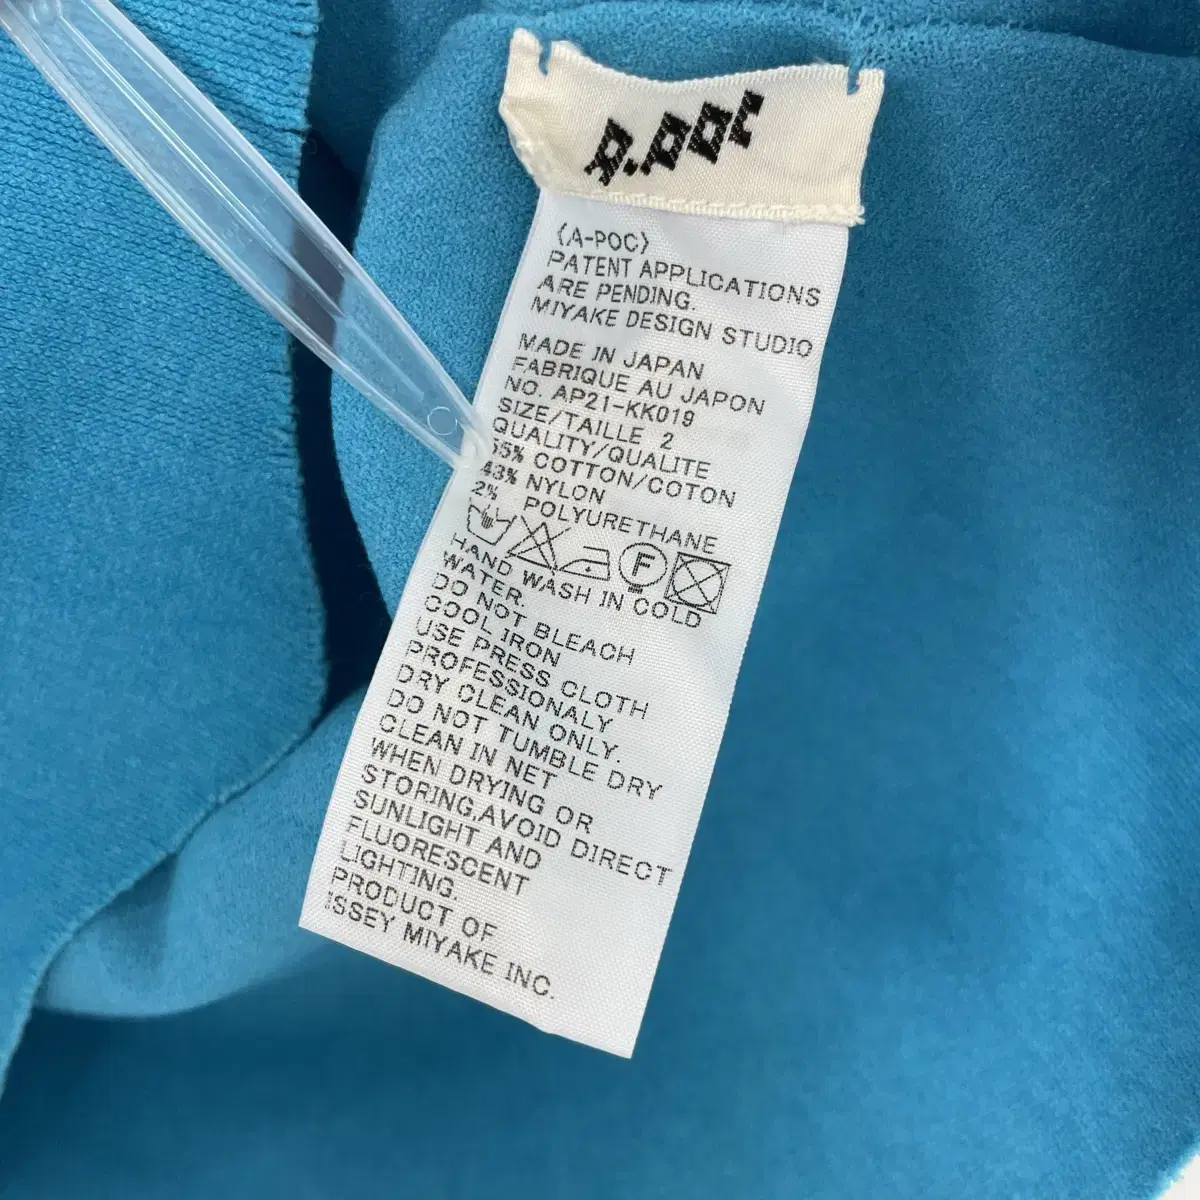 A.POC
(A-POC)
PATENT APPLICATIONS
ARE PENDING.
MIYAKE DESIGN STUDIO
MADE IN JAPAN
FABRIQUE AU JAPON
NO. AP21-KK019
SIZE/TAILLE 2
QUALITY/QUALITE
55% COTTON/COTON
43% NYLON
2% POLYURETHANE
F
HAND WASH IN COLD
WATER.
DO NOT BLEACH
COOL IRON
USE PRESS CLOTH
PROFESSIONALY
DRY CLEAN ONLY.
DO NOT TUMBLE DRY
CLEAN IN NET
WHEN DRYING OR
STORING,AVOID DIRECT
SUNLIGHT AND
FLUORESCENT
LIGHTING.
PRODUCT OF
ISSEY MIYAKE INC.